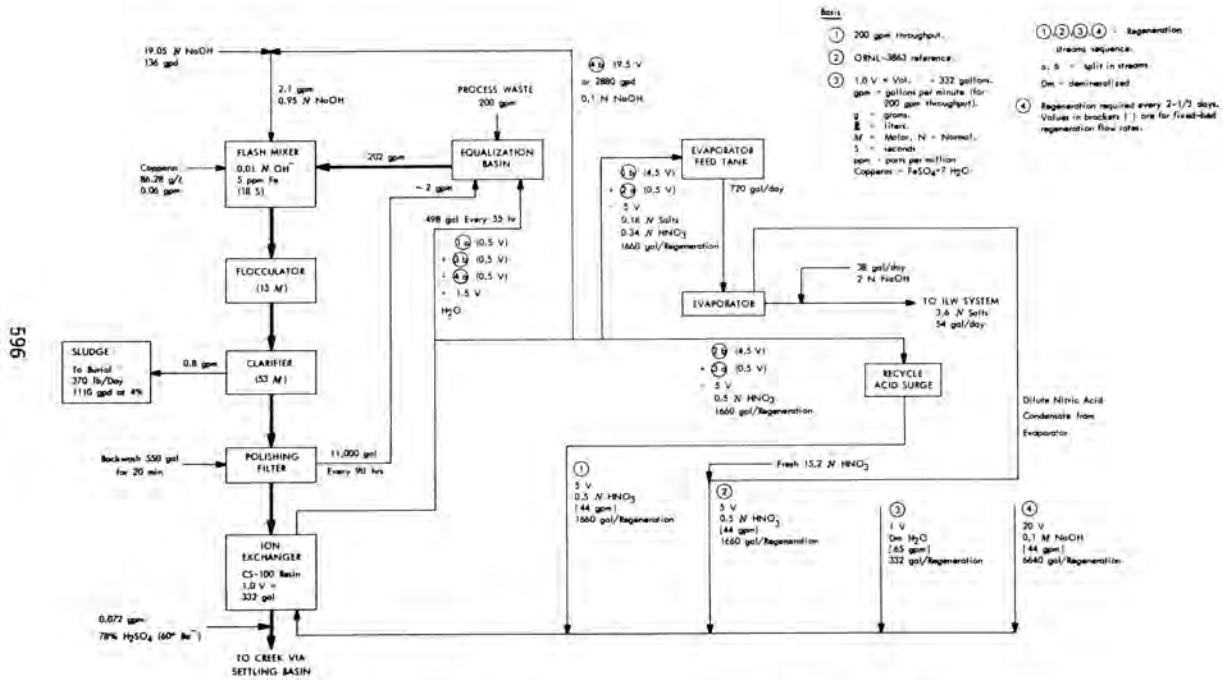 19.05 N NaOH
136 gpd
2.1 gpm
0.95 N NaOH
Copperas
86.28 g/ℓ
0.06 gpm
FLASH MIXER
0.01 N OH⁻
5 ppm Fe
(18 S)
202 gpm
PROCESS WASTE
200 gpm
EQUALIZATION
BASIN
~ 2 gpm
498 gal Every 55 hr
(0.5 V)
+ 3 b (0.5 V)
+ 4 a (0.5 V)
1.5 V
H₂O
4 b (19.5 V)
or 2880 gpd
0.1 N NaOH
FLOCCULATOR
(15 M)
CLARIFIER
(53 M)
0.8 gpm
SLUDGE
To Burial
370 lb/Day
1110 gpd at 4%
Backwash 550 gal
for 20 min
POLISHING
FILTER
11,000 gal
Every 90 hrs
ION
EXCHANGER
CS-100 Resin
1.0 V =
332 gal
0.072 gpm
78% H₂SO₄ (60° Be⁻)
TO CREEK VIA
SETTLING BASIN
EVAPORATOR
FEED TANK
(4.5 V)
+ 2 a (0.5 V)
5 V
0.16 N Salts
0.34 N HNO₃
1660 gal/Regeneration
720 gal/day
EVAPORATOR
38 gal/day
2 N NaOH
TO ILW SYSTEM
3.6 N Salts
54 gal/day
2 b (4.5 V)
+ 3 a (0.5 V)
5 V
0.5 N HNO₃
1660 gal/Regeneration
RECYCLE
ACID SURGE
Dilute Nitric Acid
Condensate from
Evaporator
Fresh 15.2 N HNO₃
1
5 V
0.5 N HNO₃
[44 gpm]
1660 gal/Regeneration
2
5 V
0.5 N HNO₃
[44 gpm]
1660 gal/Regeneration
3
1 V
Dm H₂O
[65 gpm]
332 gal/Regeneration
4
20 V
0.1 M NaOH
[44 gpm]
6640 gal/Regeneration
Basis
1 200 gpm throughput.
2 ORNL-3863 reference.
3 1.0 V = Vol. = 332 gallons.
gpm = gallons per minute (for
200 gpm throughput).
g = grams.
ℓ = liters.
M = Molar, N = Normal.
S = seconds
ppm = parts per million
Copperas = FeSO₄•7 H₂O
1, 2, 3, 4 = Regeneration
streams sequence.
a, b = split in streams
Dm = demineralized
4 Regeneration required every 2-1/3 days.
Values in brackets [ ] are for fixed-bed
regeneration flow rates.
596